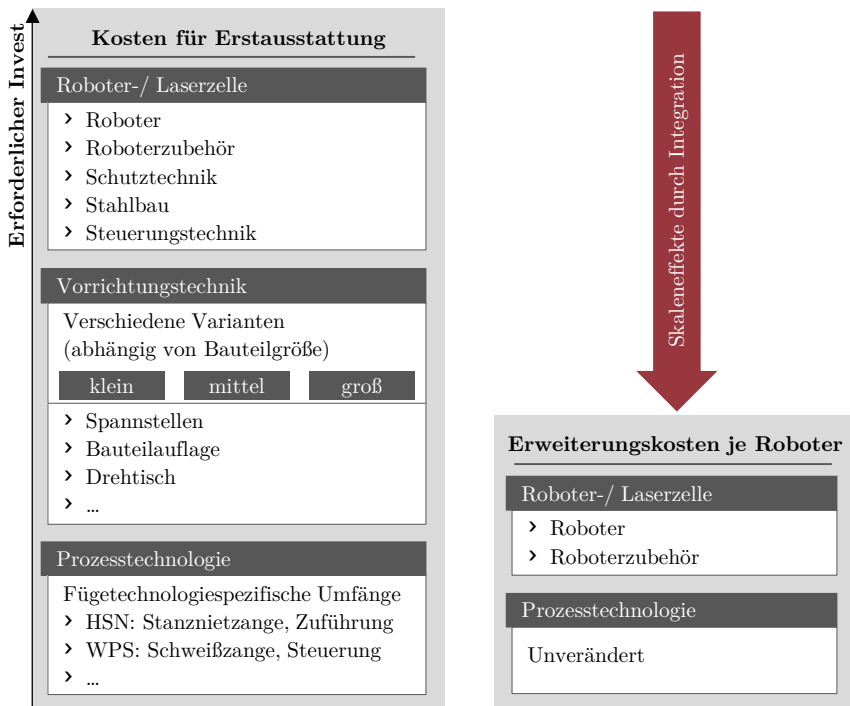 Erforderlicher Invest
Kosten für Erstausstattung
Roboter-/ Laserzelle
› Roboter
› Roboterzubehör
› Schutztechnik
› Stahlbau
› Steuerungstechnik
Vorrichtungstechnik
Verschiedene Varianten
(abhängig von Bauteilgröße)
klein mittel groß
› Spannstellen
› Bauteilauflage
› Drehtisch
› ...
Prozesstechnologie
Fügetechnologiespezifische Umfänge
› HSN: Stanznietzange, Zuführung
› WPS: Schweißzange, Steuerung
› ...
Skaleneffekte durch Integration
Erweiterungskosten je Roboter
Roboter-/ Laserzelle
› Roboter
› Roboterzubehör
Prozesstechnologie
Unverändert